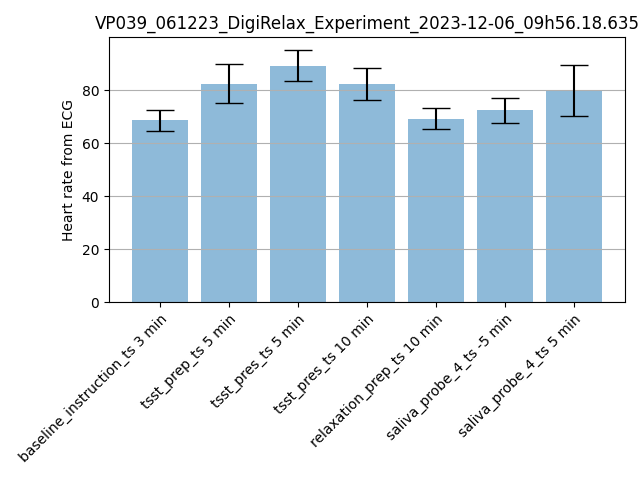 VP039_061223_DigiRelax_Experiment_2023-12-06_09h56.18.635
Heart rate from ECG
80
60
40
20
0
baseline_instruction_ts 3 min
tsst_prep_ts 5 min
tsst_pres_ts 5 min
tsst_pres_ts 10 min
relaxation_prep_ts 10 min
saliva_probe_4_ts -5 min
saliva_probe_4_ts 5 min